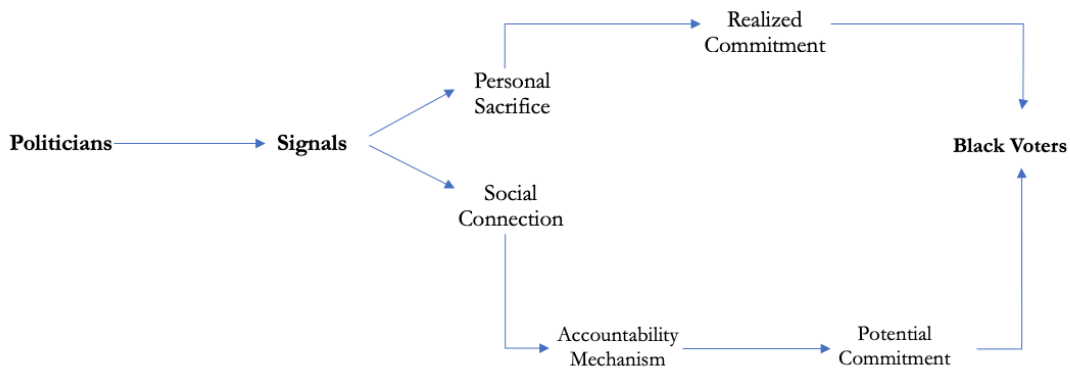 Realized
Commitment
Personal
Sacrifice
Politicians
Signals
Black Voters
Social
Connection
Accountability
Mechanism
Potential
Commitment